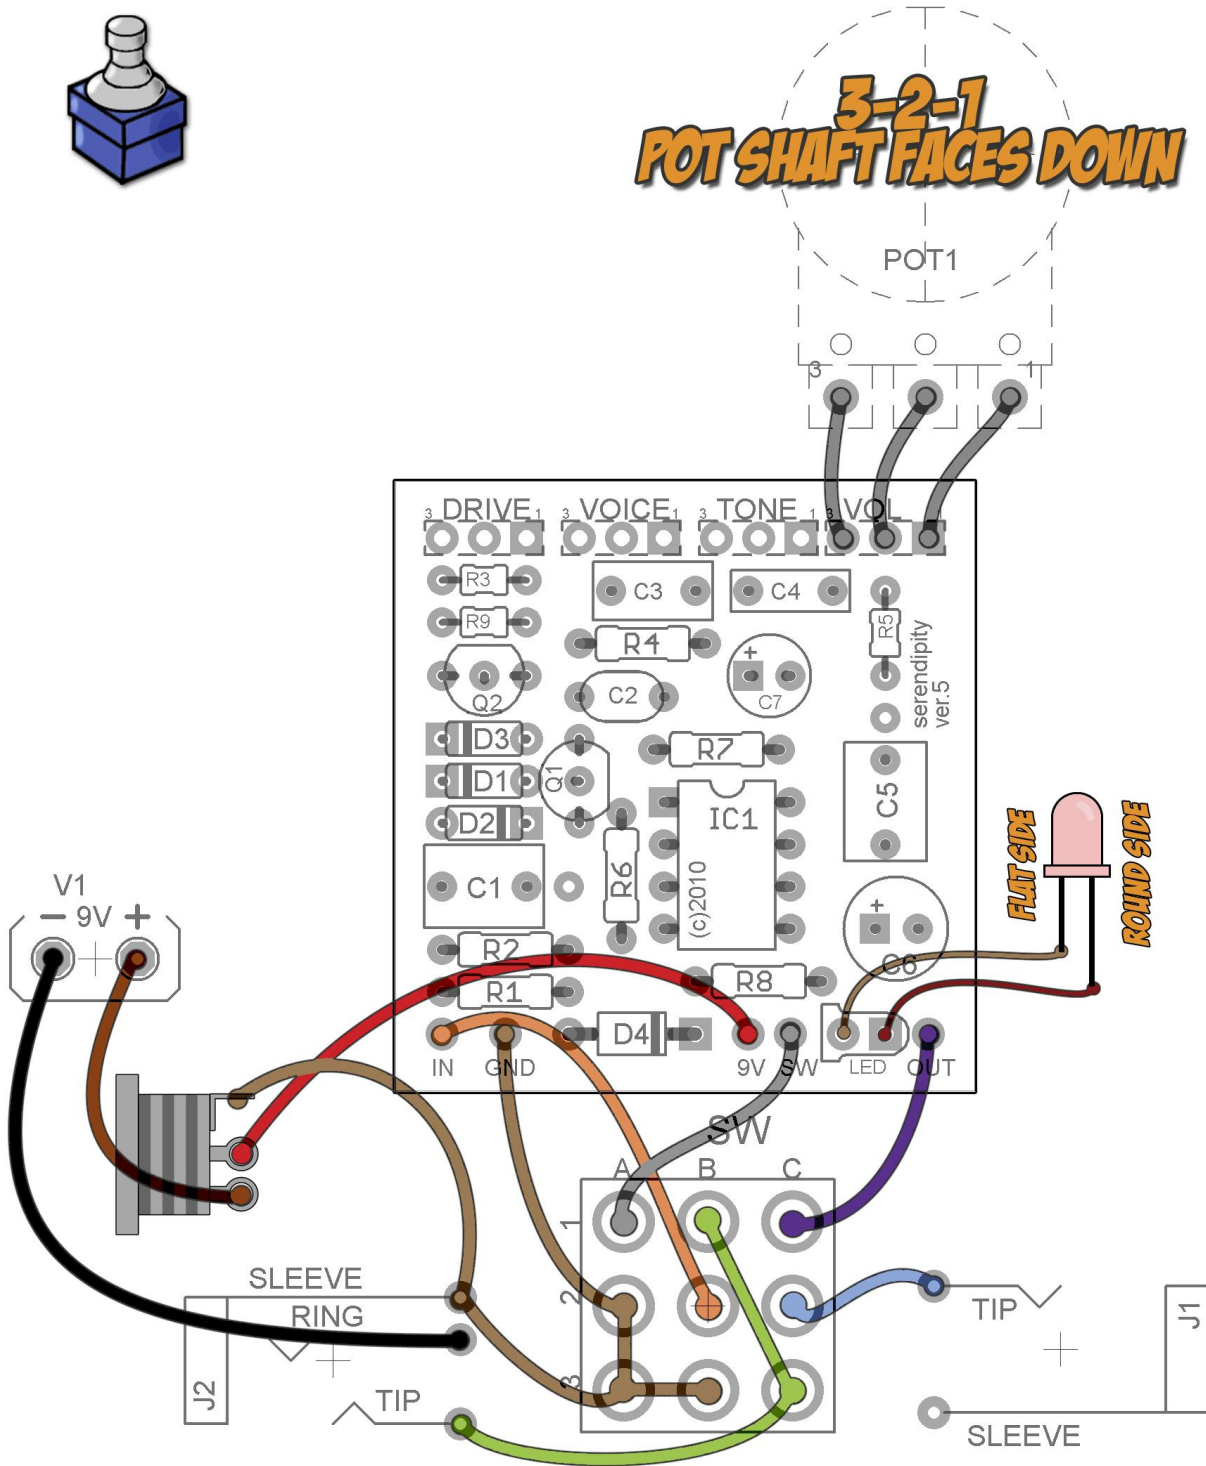 3-2-1
POT SHAFT FACES DOWN
POT1
3 1
3 DRIVE 1
3 VOICE 1
3 TONE 1
3 VOL 1
R3
C3
C4
R9
R4
R5
serendipity
ver.5
+
Q2
C2
C7
D3
R7
D1
Q1
C5
D2
IC1
FLAT SIDE
ROUND SIDE
C1
R6
(c)2010
V1
- 9V +
+
C6
R2
R1
R8
D4
IN
GND
9V
SW
LED
OUT
SW
A B C
1
2
3
SLEEVE
RING
J2
TIP
TIP
J1
SLEEVE